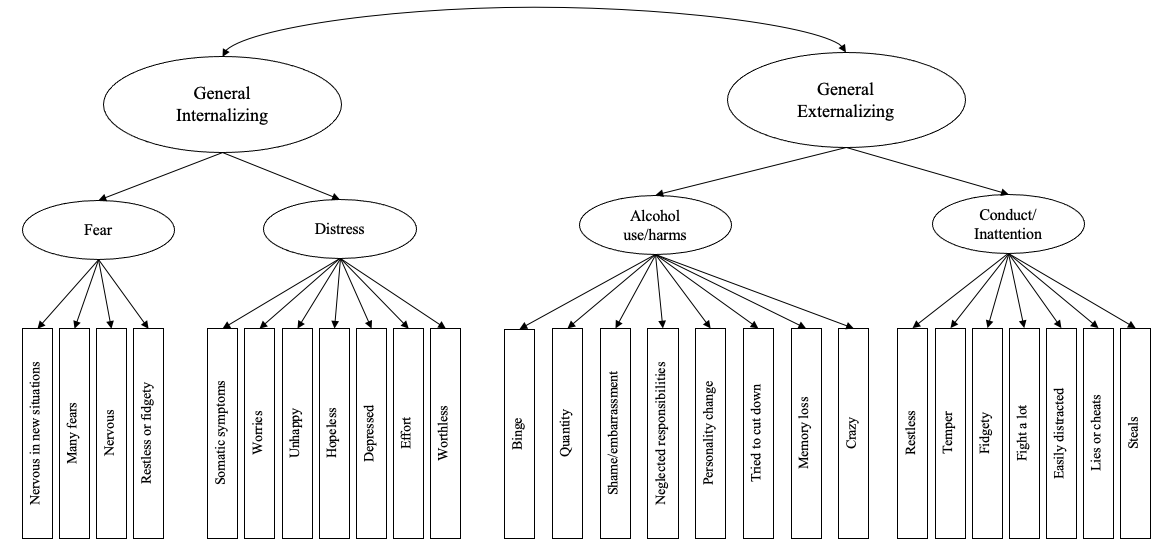 General
Internalizing
General
Externalizing
Fear
Distress
Alcohol
use/harms
Conduct/
Inattention
Nervous in new situations
Many fears
Nervous
Restless or fidgety
Somatic symptoms
Worries
Unhappy
Hopeless
Depressed
Effort
Worthless
Binge
Quantity
Shame/embarrassment
Neglected responsibilities
Personality change
Tried to cut down
Memory loss
Crazy
Restless
Temper
Fidgety
Fight a lot
Easily distracted
Lies or cheats
Steals